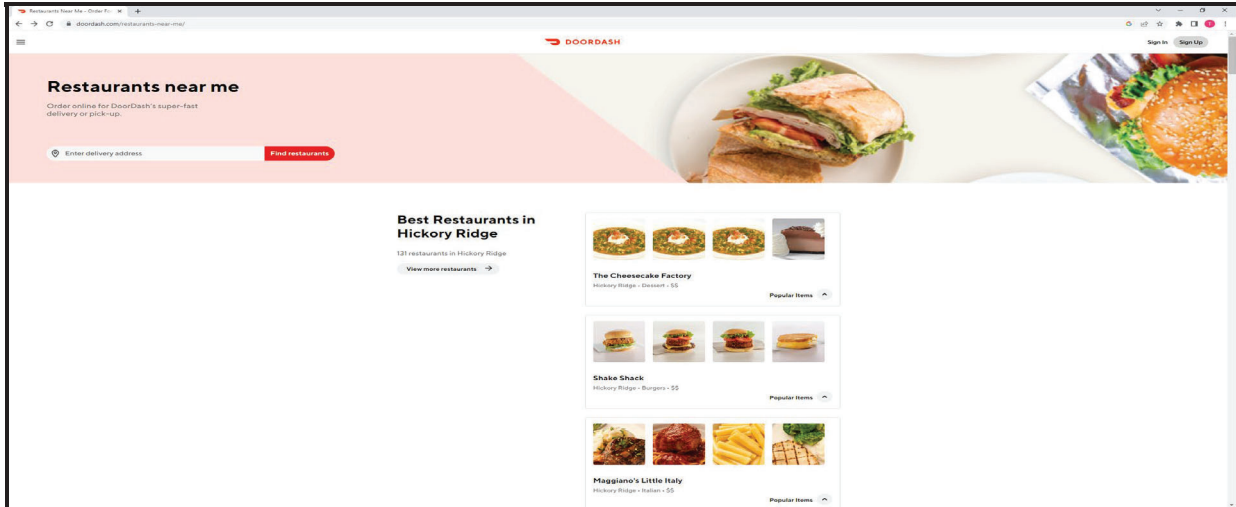 Restaurants Near Me - Order Fo
doordash.com/restaurants-near-me/
DOORDASH
Sign In
Sign Up
Restaurants near me
Order online for DoorDash's super-fast
delivery or pick-up.
Enter delivery address
Find restaurants
Best Restaurants in
Hickory Ridge
131 restaurants in Hickory Ridge
View more restaurants →
The Cheesecake Factory
Hickory Ridge • Dessert • $$
Popular Items
Shake Shack
Hickory Ridge • Burgers • $$
Popular Items
Maggiano's Little Italy
Hickory Ridge • Italian • $$
Popular Items